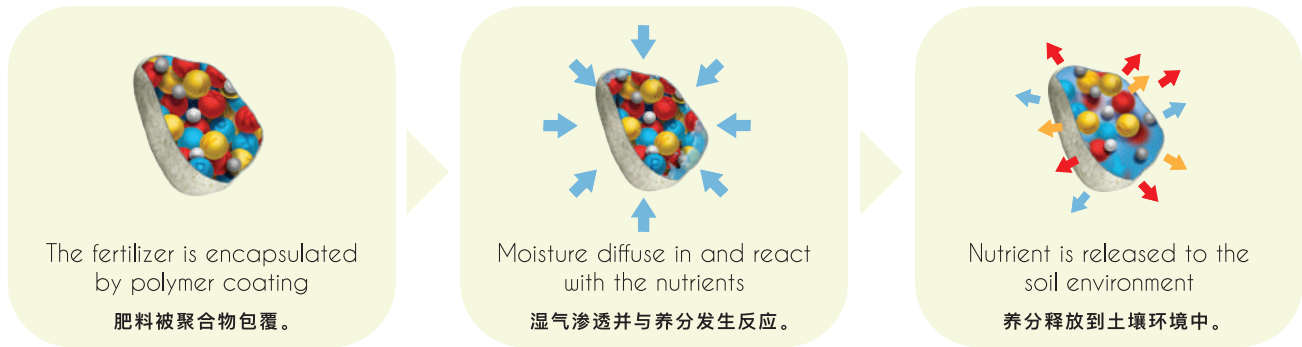 The fertilizer is encapsulated
by polymer coating
肥料被聚合物包覆。
Moisture diffuse in and react
with the nutrients
湿气渗透并与养分发生反应。
Nutrient is released to the
soil environment
养分释放到土壤环境中。